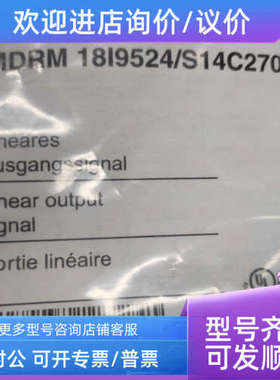 欢迎进店询价/议价
MDRM 18I9524/S14C270
neares
usgangssignal
near output
gnal
ortie linéaire
UL
更多型号咨询店铺客服
对公 可开专票/普票
型号齐
可发顺